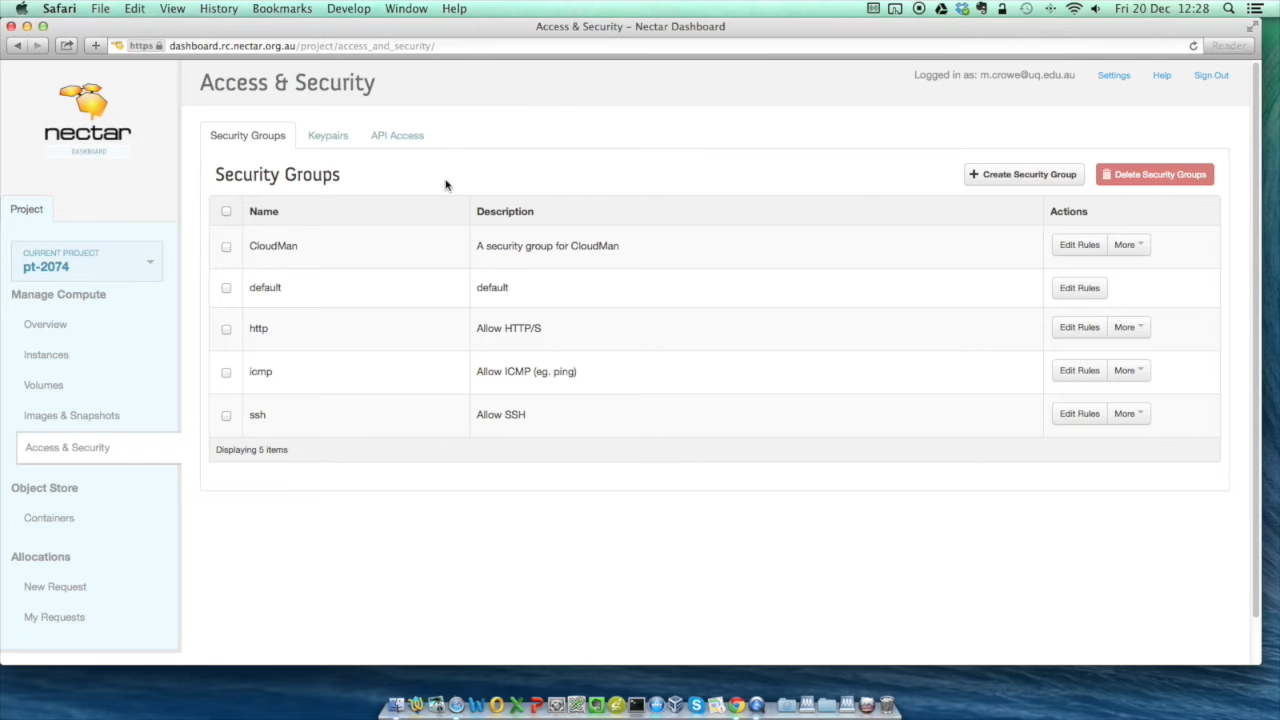 Safari File Edit View History Bookmarks Develop Window Help Fri 20 Dec 12:28
Access & Security – Nectar Dashboard
https dashboard.rc.nectar.org.au/project/access_and_security/ Reader
nectar
DASHBOARD
Access & Security
Logged in as: m.crowe@uq.edu.au Settings Help Sign Out
Security Groups Keypairs API Access
Security Groups
Create Security Group Delete Security Groups
Name Description Actions
CloudMan A security group for CloudMan Edit Rules More
default default Edit Rules
http Allow HTTP/S Edit Rules More
icmp Allow ICMP (eg. ping) Edit Rules More
ssh Allow SSH Edit Rules More
Displaying 5 items
Project
CURRENT PROJECT
pt-2074
Manage Compute
Overview
Instances
Volumes
Images & Snapshots
Access & Security
Object Store
Containers
Allocations
New Request
My Requests